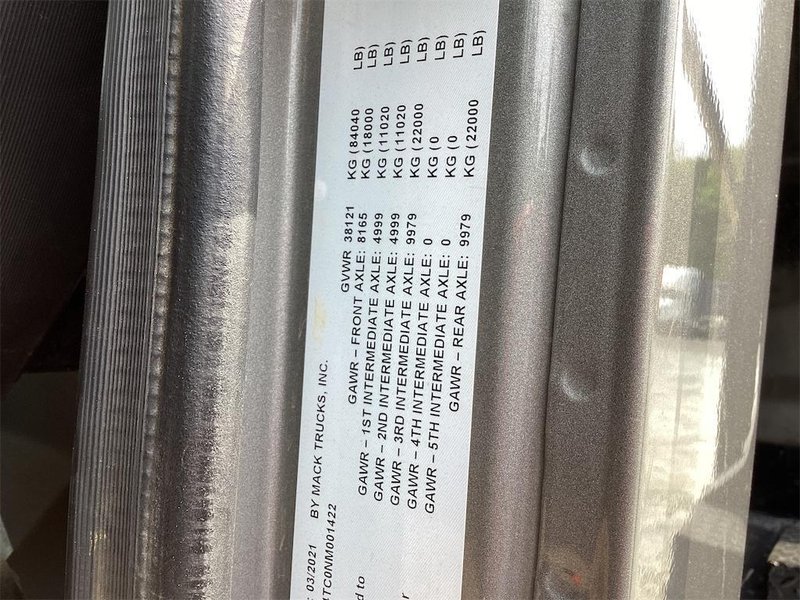 : 03/2021 BY MACK TRUCKS, INC.
TC0NM001422
GVWR 38121 KG (84040 LB)
GAWR – FRONT AXLE: 8165 KG (18000 LB)
GAWR – 1ST INTERMEDIATE AXLE: 4999 KG (11020 LB)
GAWR – 2ND INTERMEDIATE AXLE: 4999 KG (11020 LB)
GAWR – 3RD INTERMEDIATE AXLE: 9979 KG (22000 LB)
GAWR – 4TH INTERMEDIATE AXLE: 0 KG (0 LB)
GAWR – 5TH INTERMEDIATE AXLE: 0 KG (0 LB)
GAWR – REAR AXLE: 9979 KG (22000 LB)
d to
r